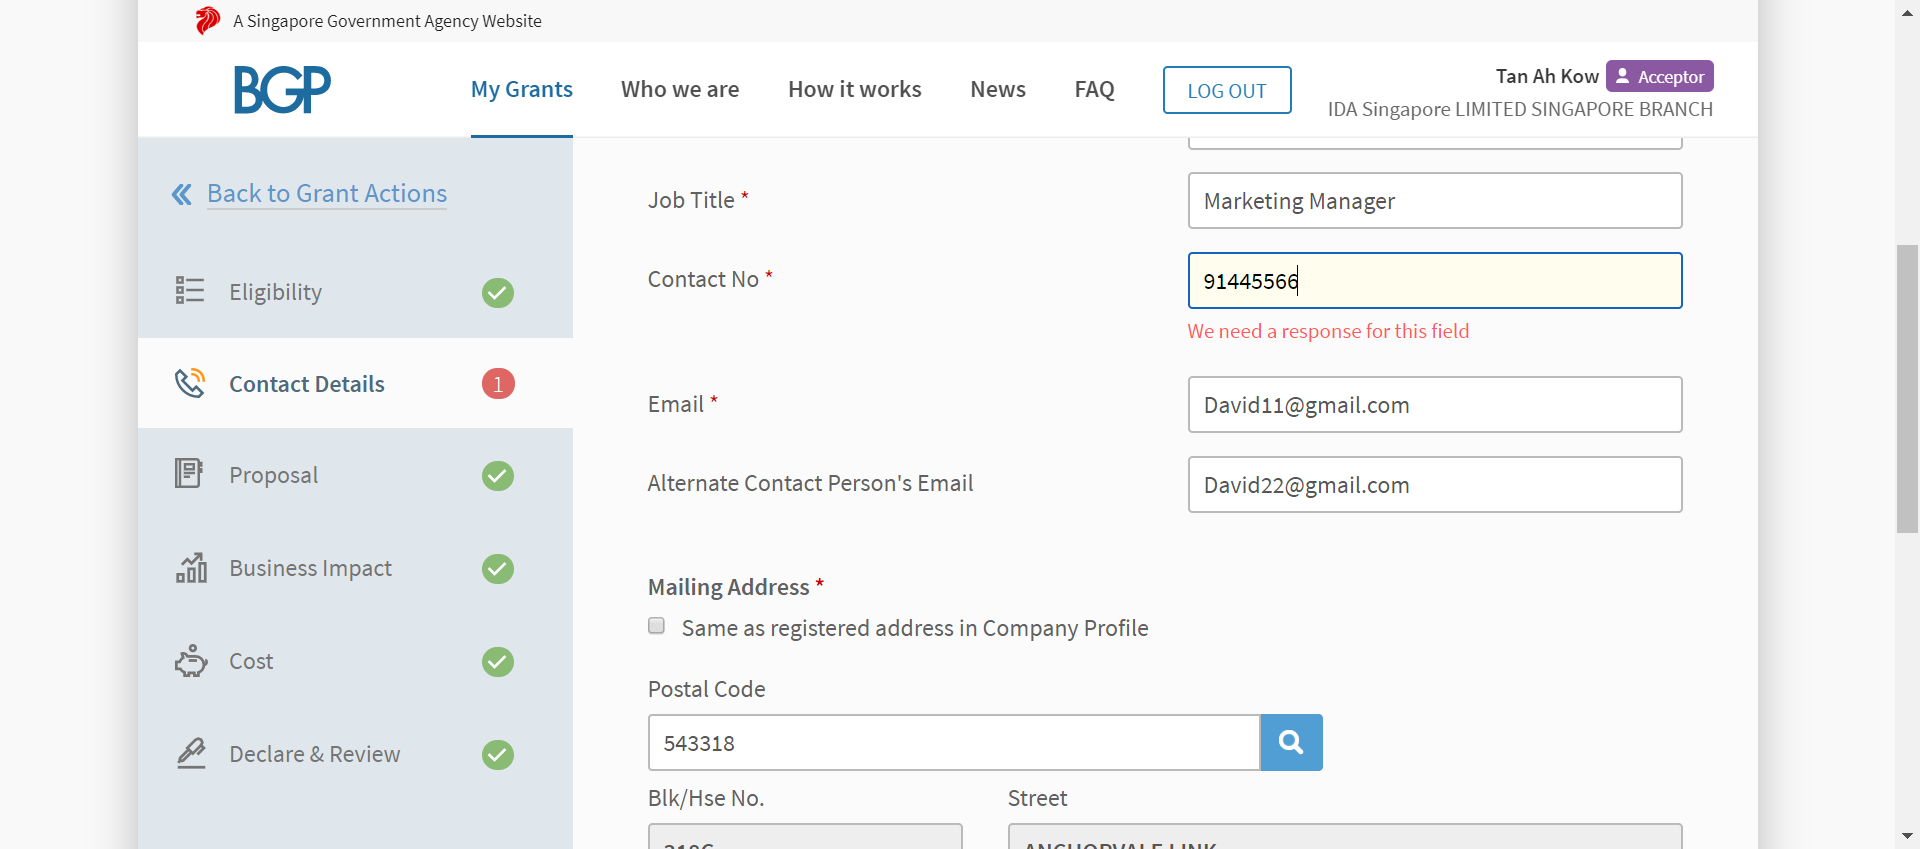 A Singapore Government Agency Website
BGP
My Grants
Who we are
How it works
News
FAQ
LOG OUT
Tan Ah Kow
Acceptor
IDA Singapore LIMITED SINGAPORE BRANCH
Back to Grant Actions
Eligibility
Contact Details
1
Proposal
Business Impact
Cost
Declare & Review
Job Title *
Marketing Manager
Contact No *
91445566
We need a response for this field
Email *
David11@gmail.com
Alternate Contact Person's Email
David22@gmail.com
Mailing Address *
Same as registered address in Company Profile
Postal Code
543318
Blk/Hse No.
Street
ANCHORVALE LINK